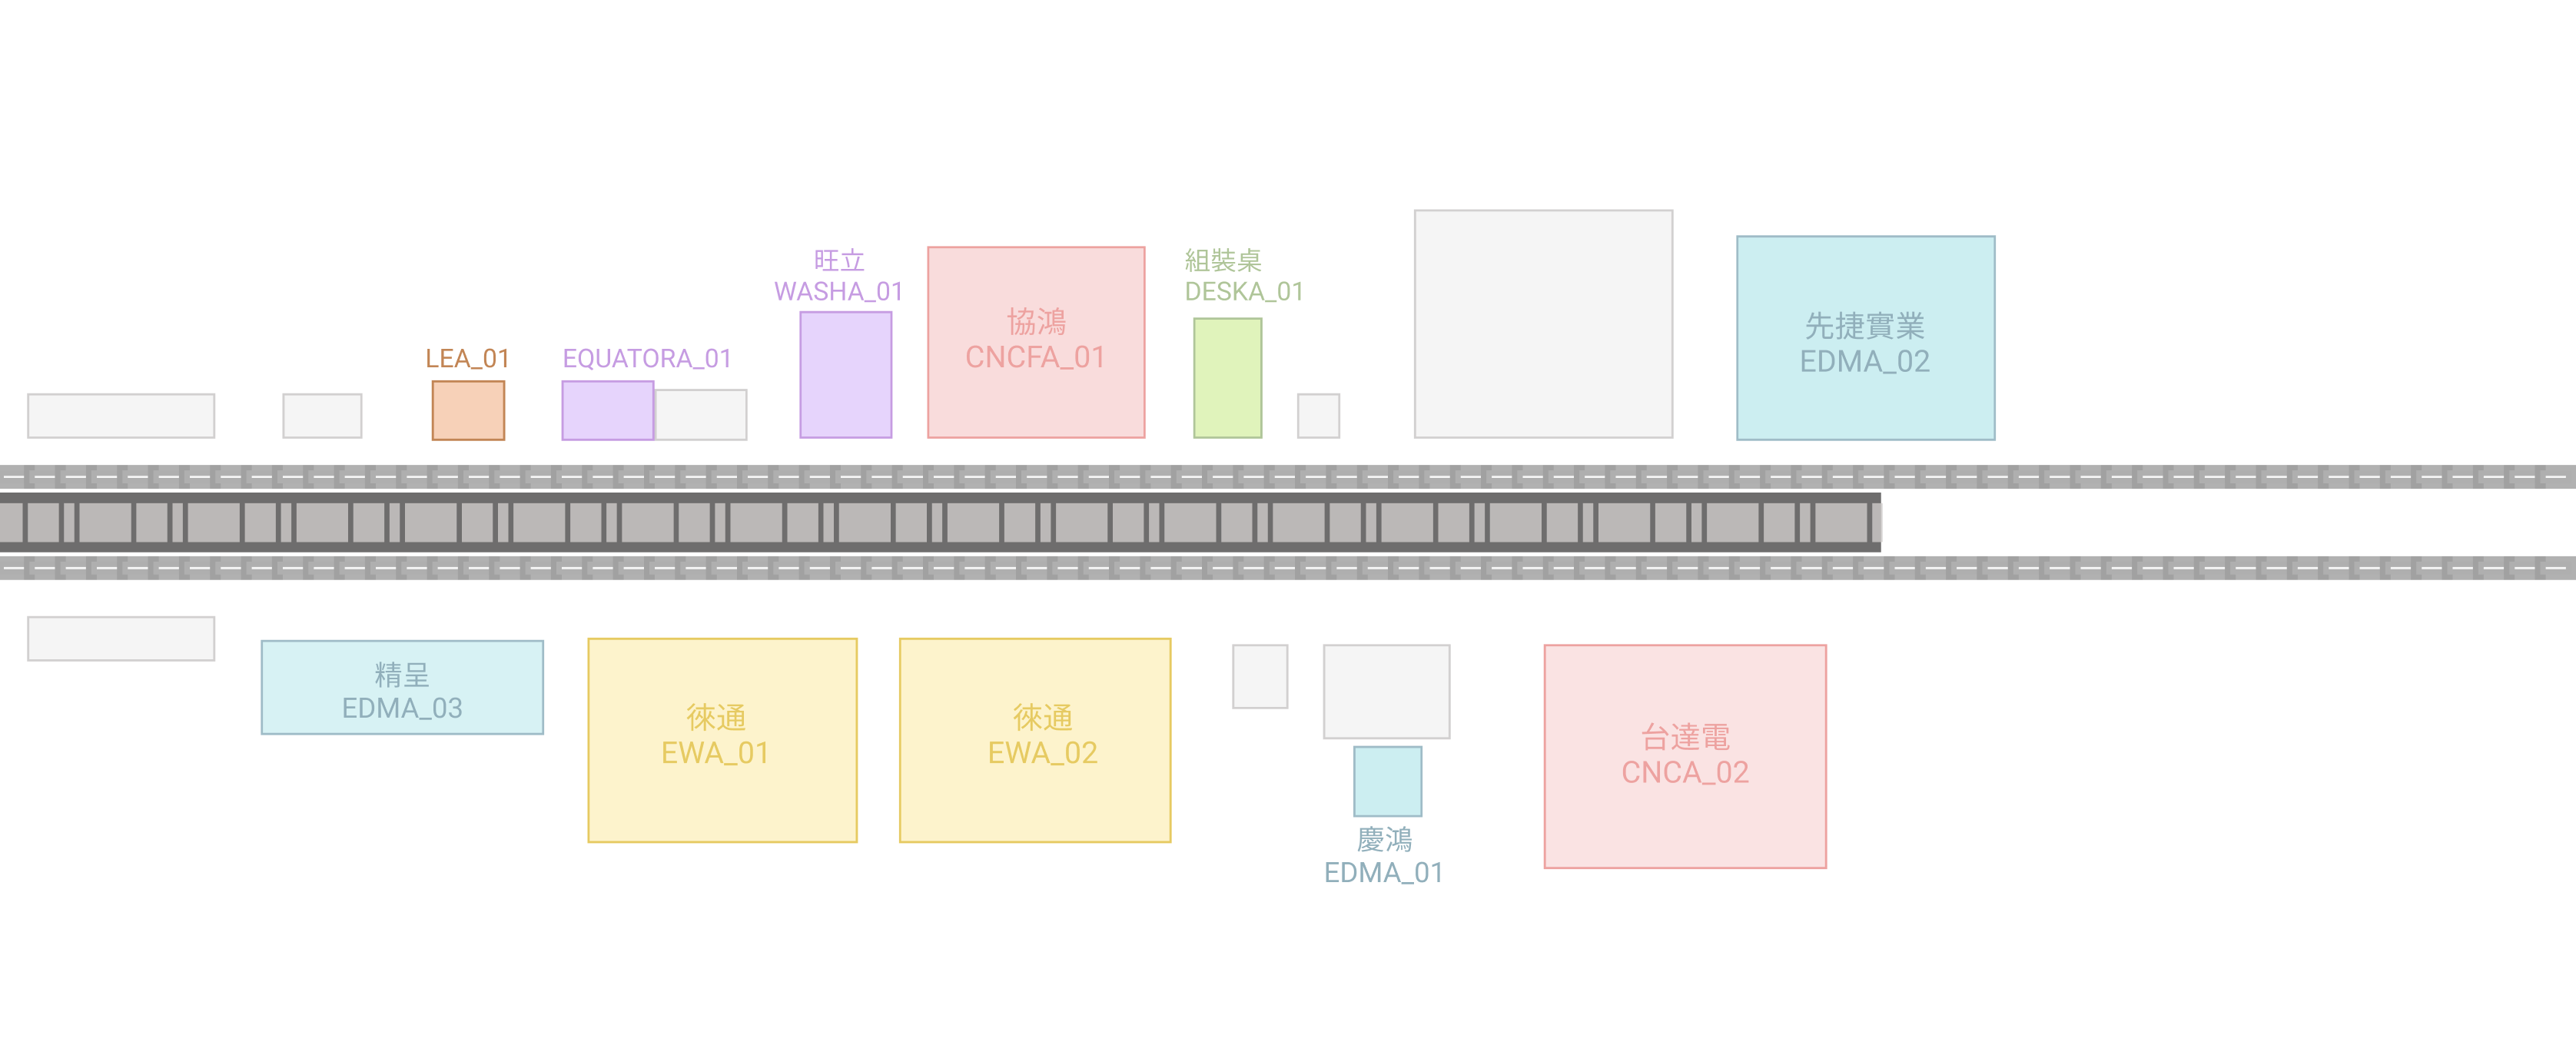 旺立
WASHA_01
組裝桌
DESKA_01
協鴻
CNCFA_01
先捷實業
EDMA_02
LEA_01
EQUATORA_01
精呈
EDMA_03
徠通
EWA_01
徠通
EWA_02
台達電
CNCA_02
慶鴻
EDMA_01